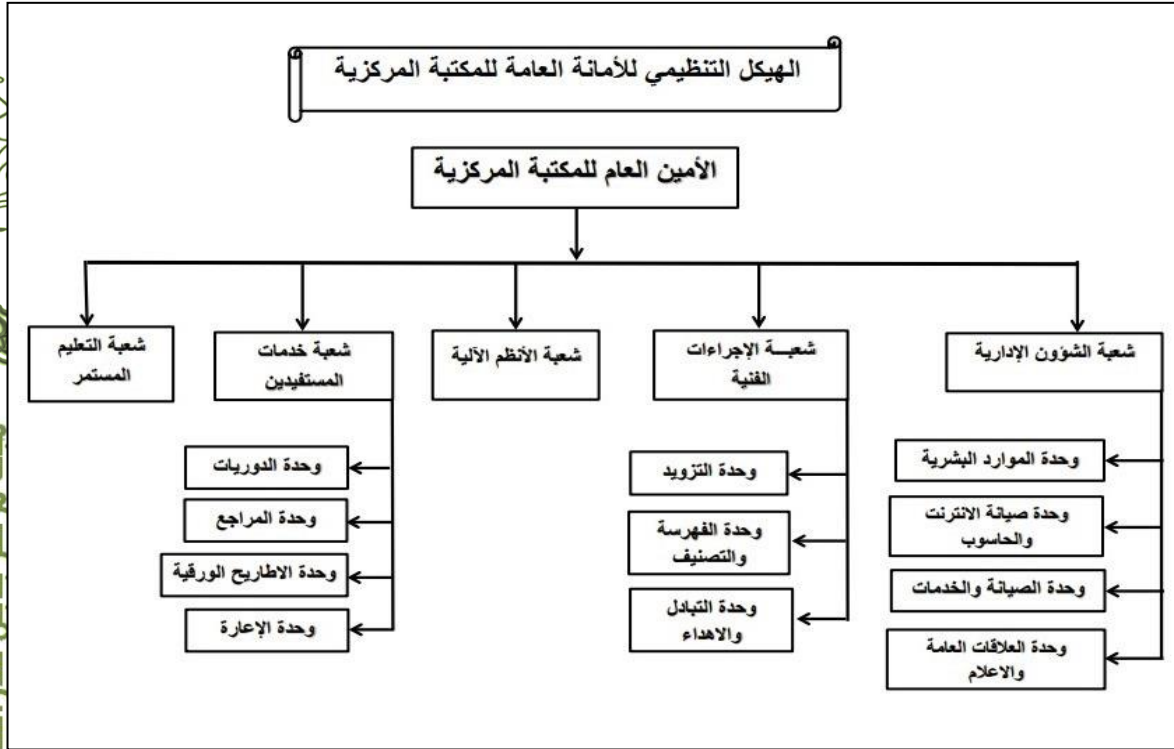 الهيكل التنظيمي للأمانة العامة للمكتبة المركزية
الأمين العام للمكتبة المركزية
شعبة الشؤون الإدارية
شعبـــة الإجراءات
الفنية
شعبة الأنظم الآلية
شعبة خدمات
المستفيدين
شعبة التعليم
المستمر
وحدة الموارد البشرية
وحدة صيانة الانترنت
والحاسوب
وحدة الصيانة والخدمات
وحدة العلاقات العامة
والاعلام
وحدة التزويد
وحدة الفهرسة
والتصنيف
وحدة التبادل
والاهداء
وحدة الدوريات
وحدة المراجع
وحدة الاطاريح الورقية
وحدة الإعارة